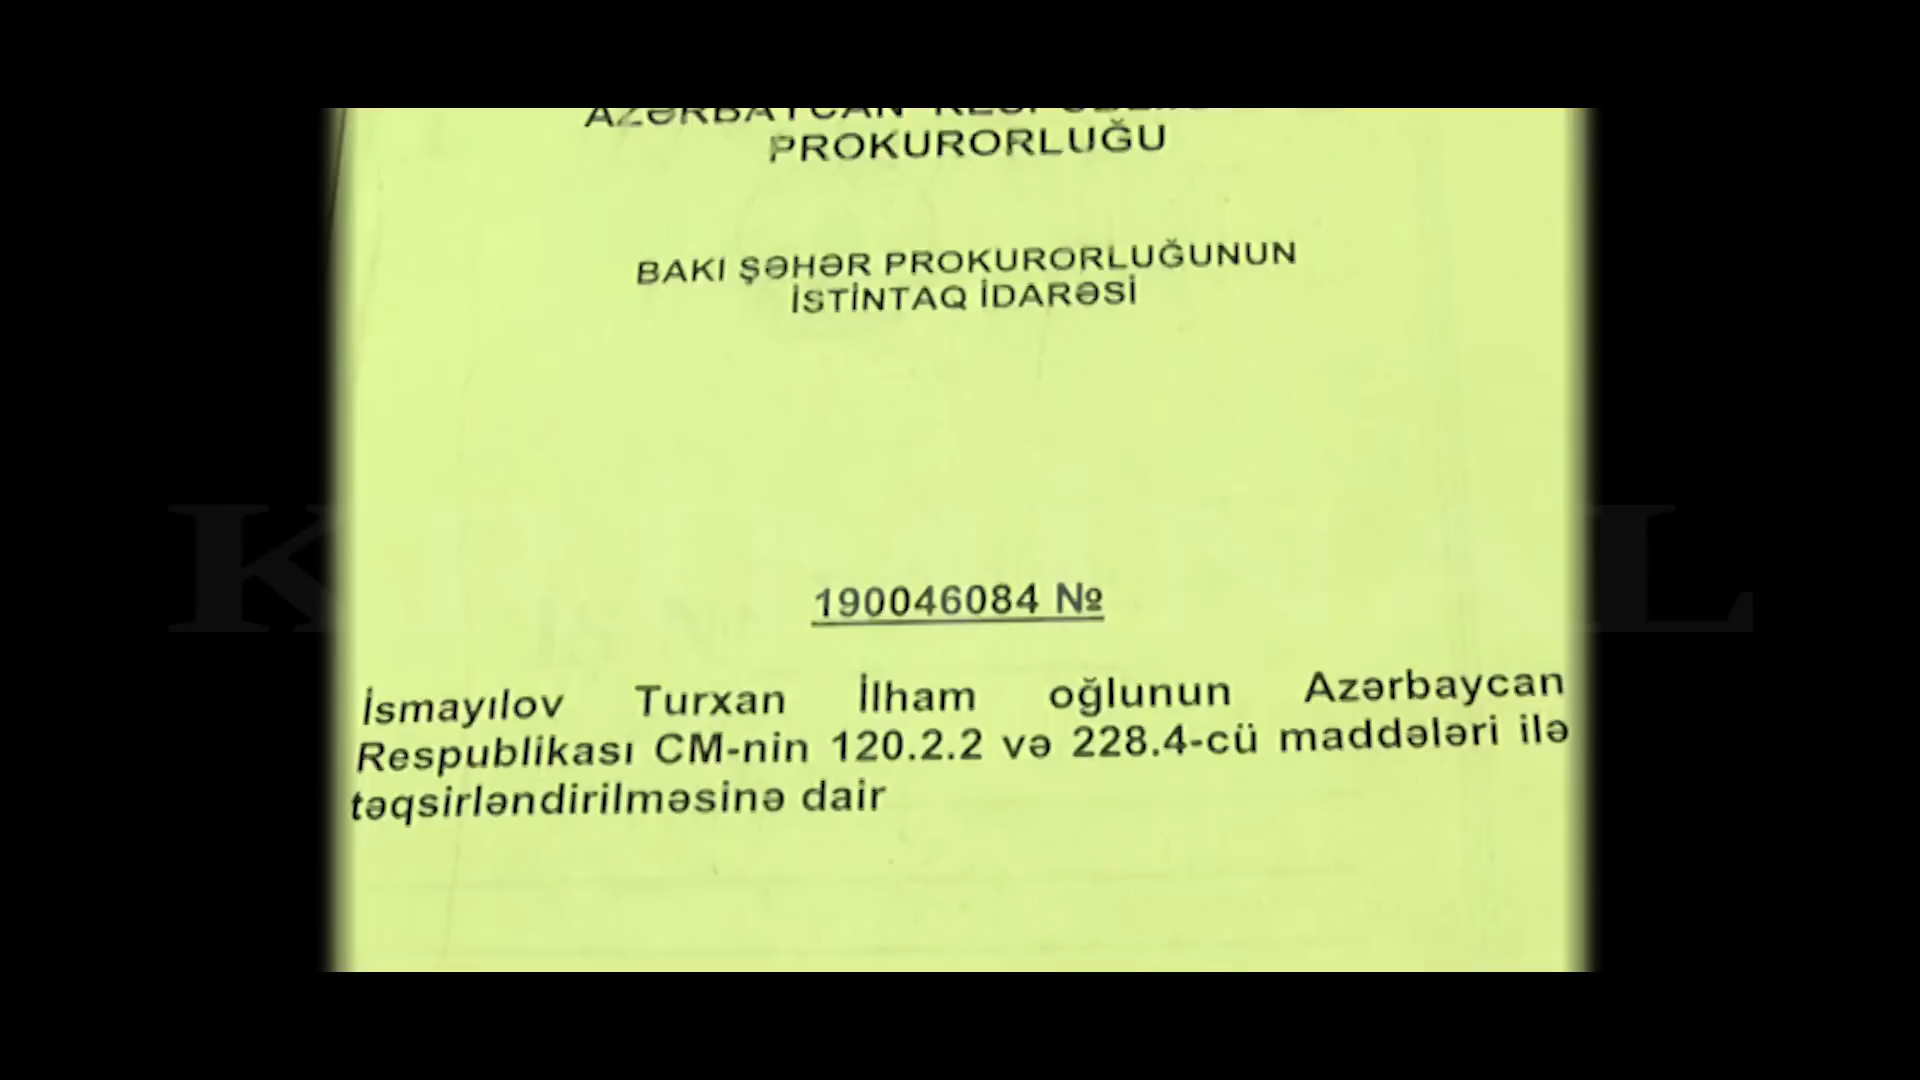 AZƏRBAYCAN
PROKURORLUĞU
BAKI ŞƏHƏR PROKURORLUĞUNUN
İSTİNTAQ İDARƏSİ
190046084 №
İsmayılov Turxan İlham oğlunun Azərbaycan
Respublikası CM-nin 120.2.2 və 228.4-cü maddələri ilə
təqsirləndirilməsinə dair